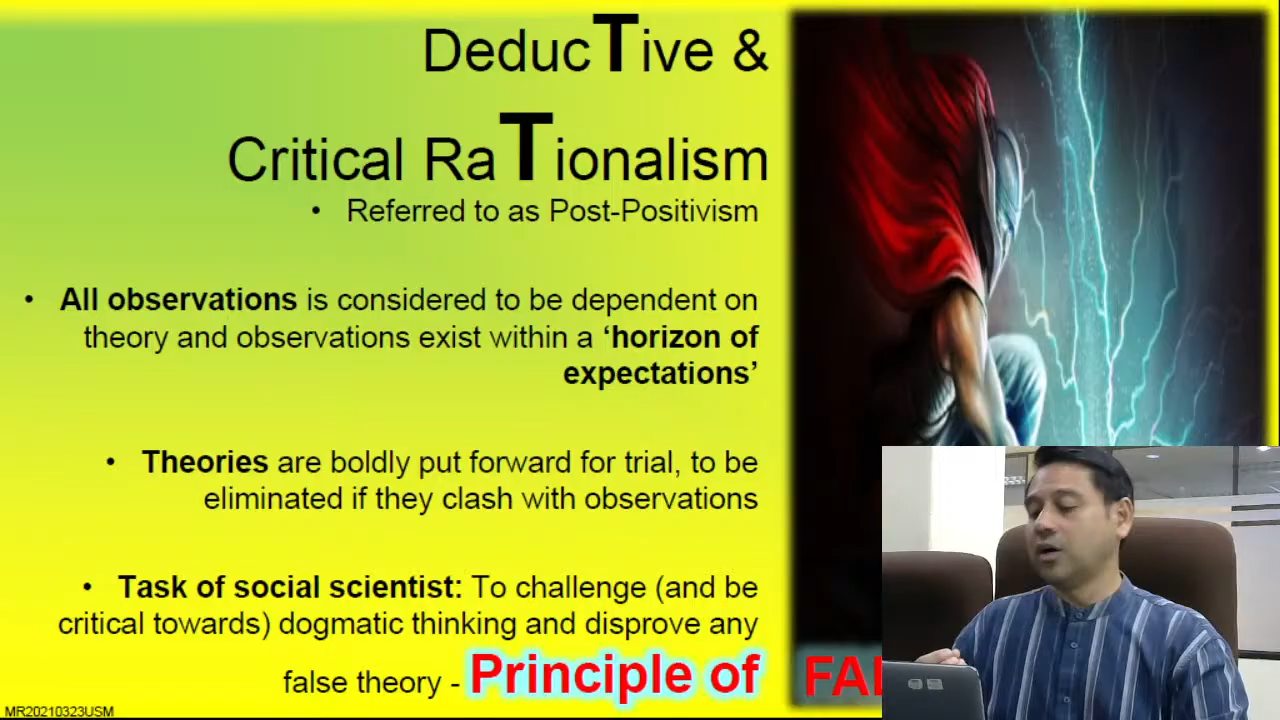 DeducTive &
Critical RaTionalism
• Referred to as Post-Positivism
• All observations is considered to be dependent on
theory and observations exist within a ‘horizon of
expectations’
• Theories are boldly put forward for trial, to be
eliminated if they clash with observations
• Task of social scientist: To challenge (and be
critical towards) dogmatic thinking and disprove any
false theory - Principle of
MR20210323USM